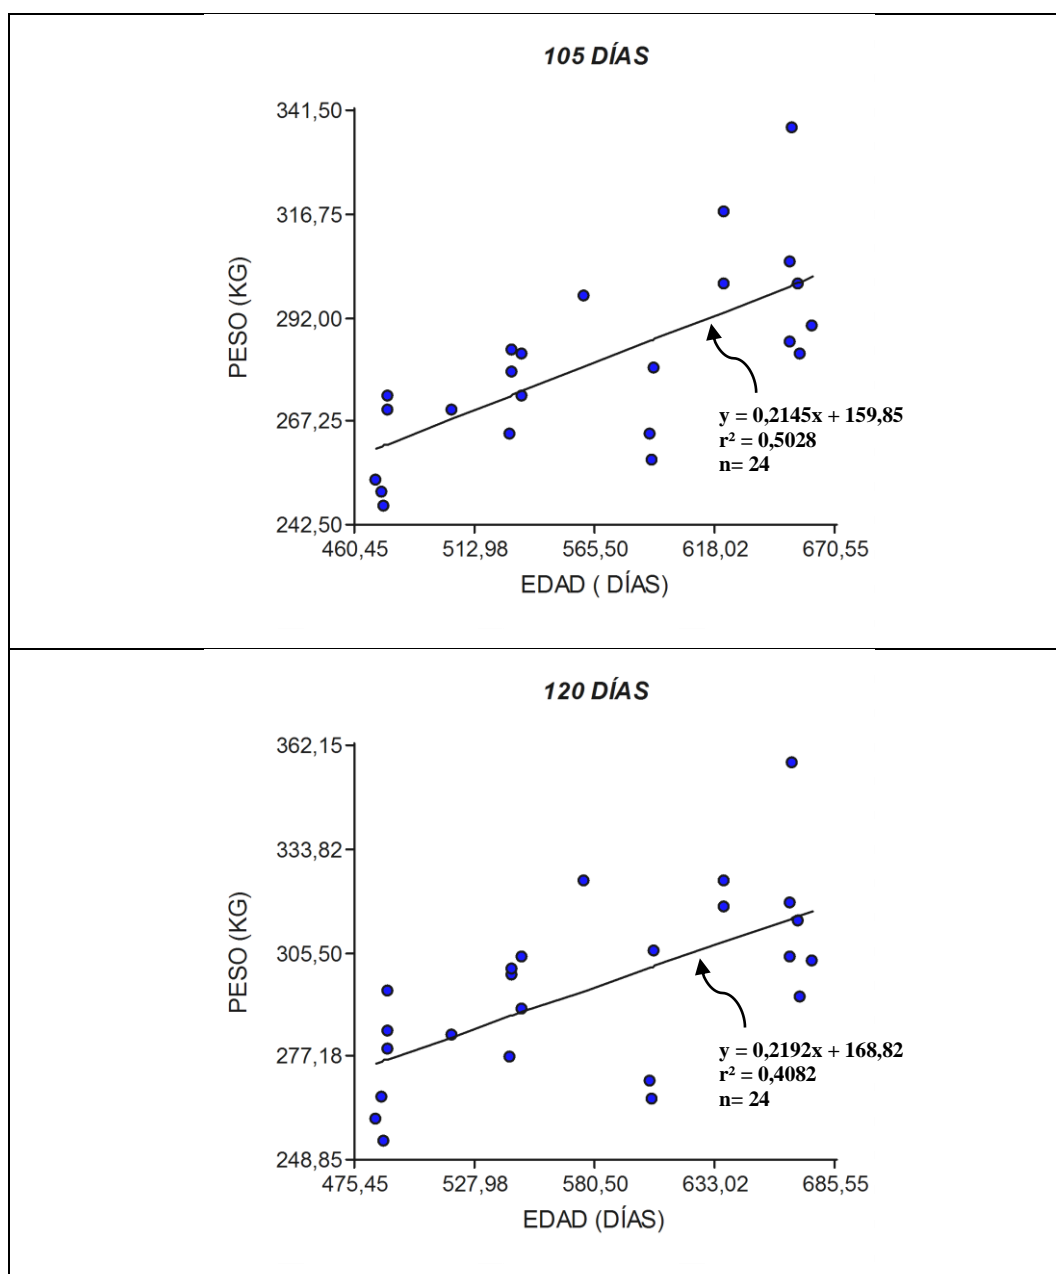 105 DÍAS
341,50
316,75
292,00
267,25
242,50
PESO (KG)
460,45 512,98 565,50 618,02 670,55
EDAD ( DÍAS)
y = 0,2145x + 159,85
r² = 0,5028
n= 24
120 DÍAS
362,15
333,82
305,50
277,18
248,85
PESO (KG)
475,45 527,98 580,50 633,02 685,55
EDAD (DÍAS)
y = 0,2192x + 168,82
r² = 0,4082
n= 24